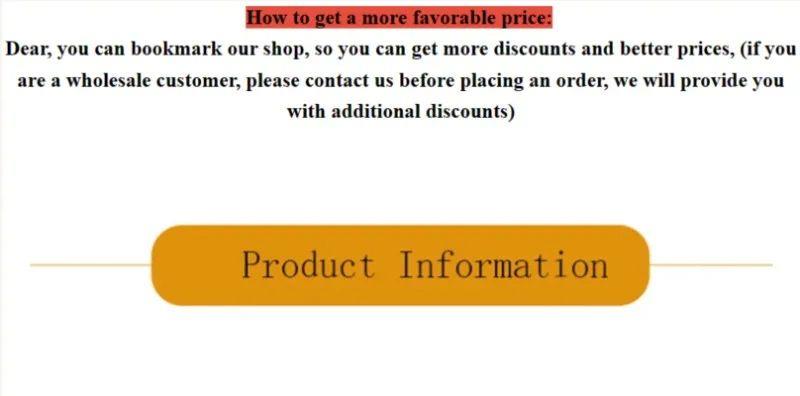 How to get a more favorable price:
Dear, you can bookmark our shop, so you can get more discounts and better prices, (if you
are a wholesale customer, please contact us before placing an order, we will provide you
with additional discounts)
Product Information